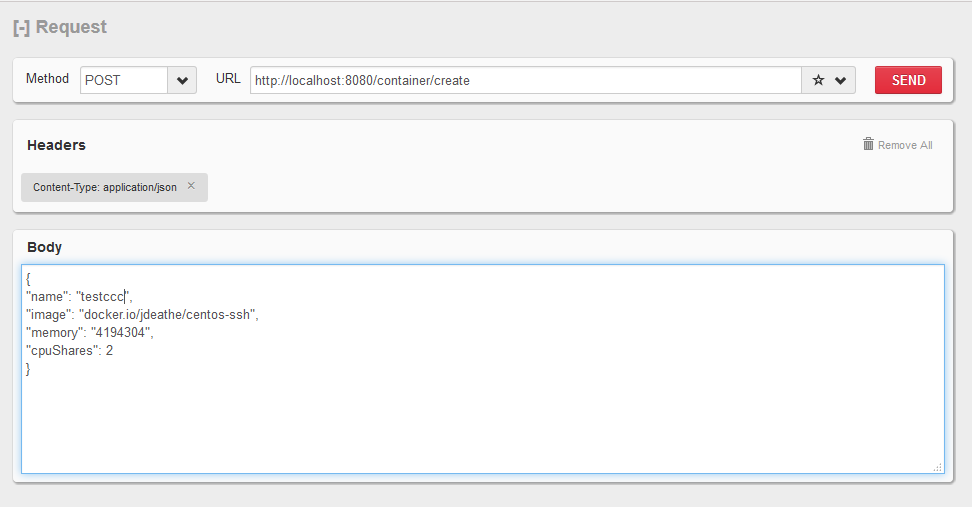 [-] Request
Method POST URL http://localhost:8080/container/create SEND
Headers Remove All
Content-Type: application/json ×
Body
{
"name": "testccc",
"image": "docker.io/jdeathe/centos-ssh",
"memory": "4194304",
"cpuShares": 2
}